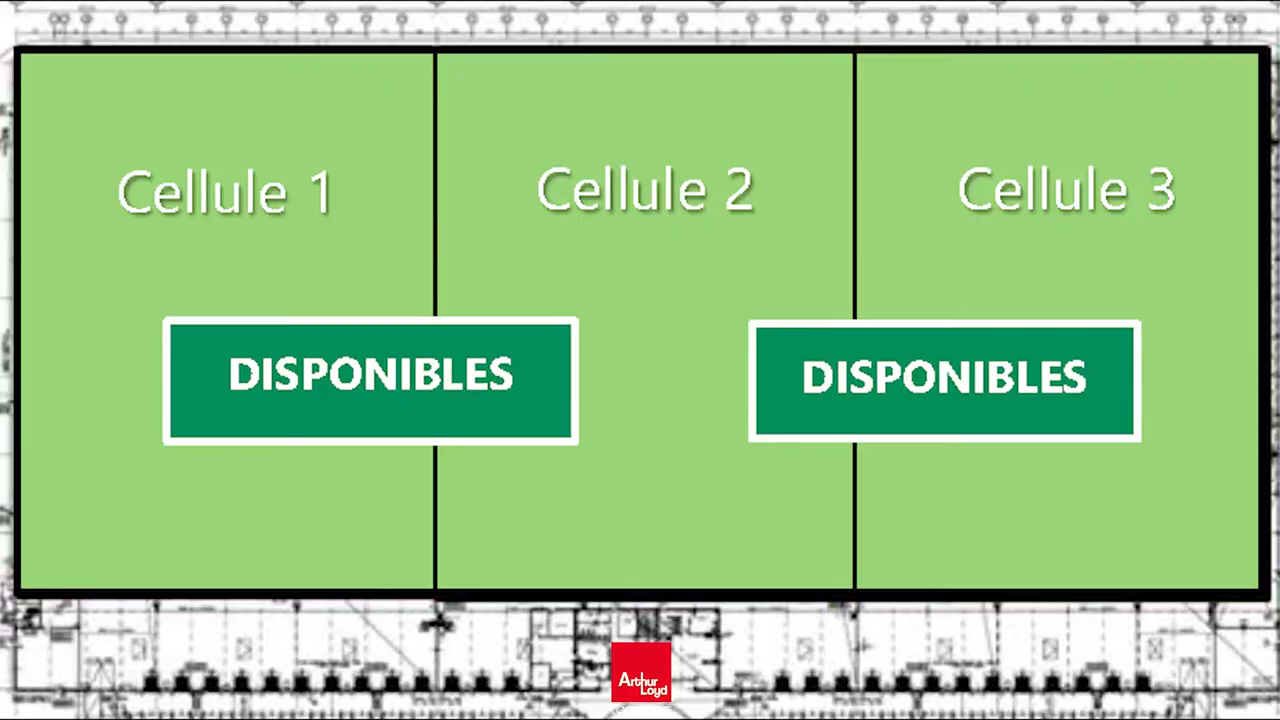 Cellule 1
Cellule 2
Cellule 3
DISPONIBLES
DISPONIBLES
Arthur
Loyd